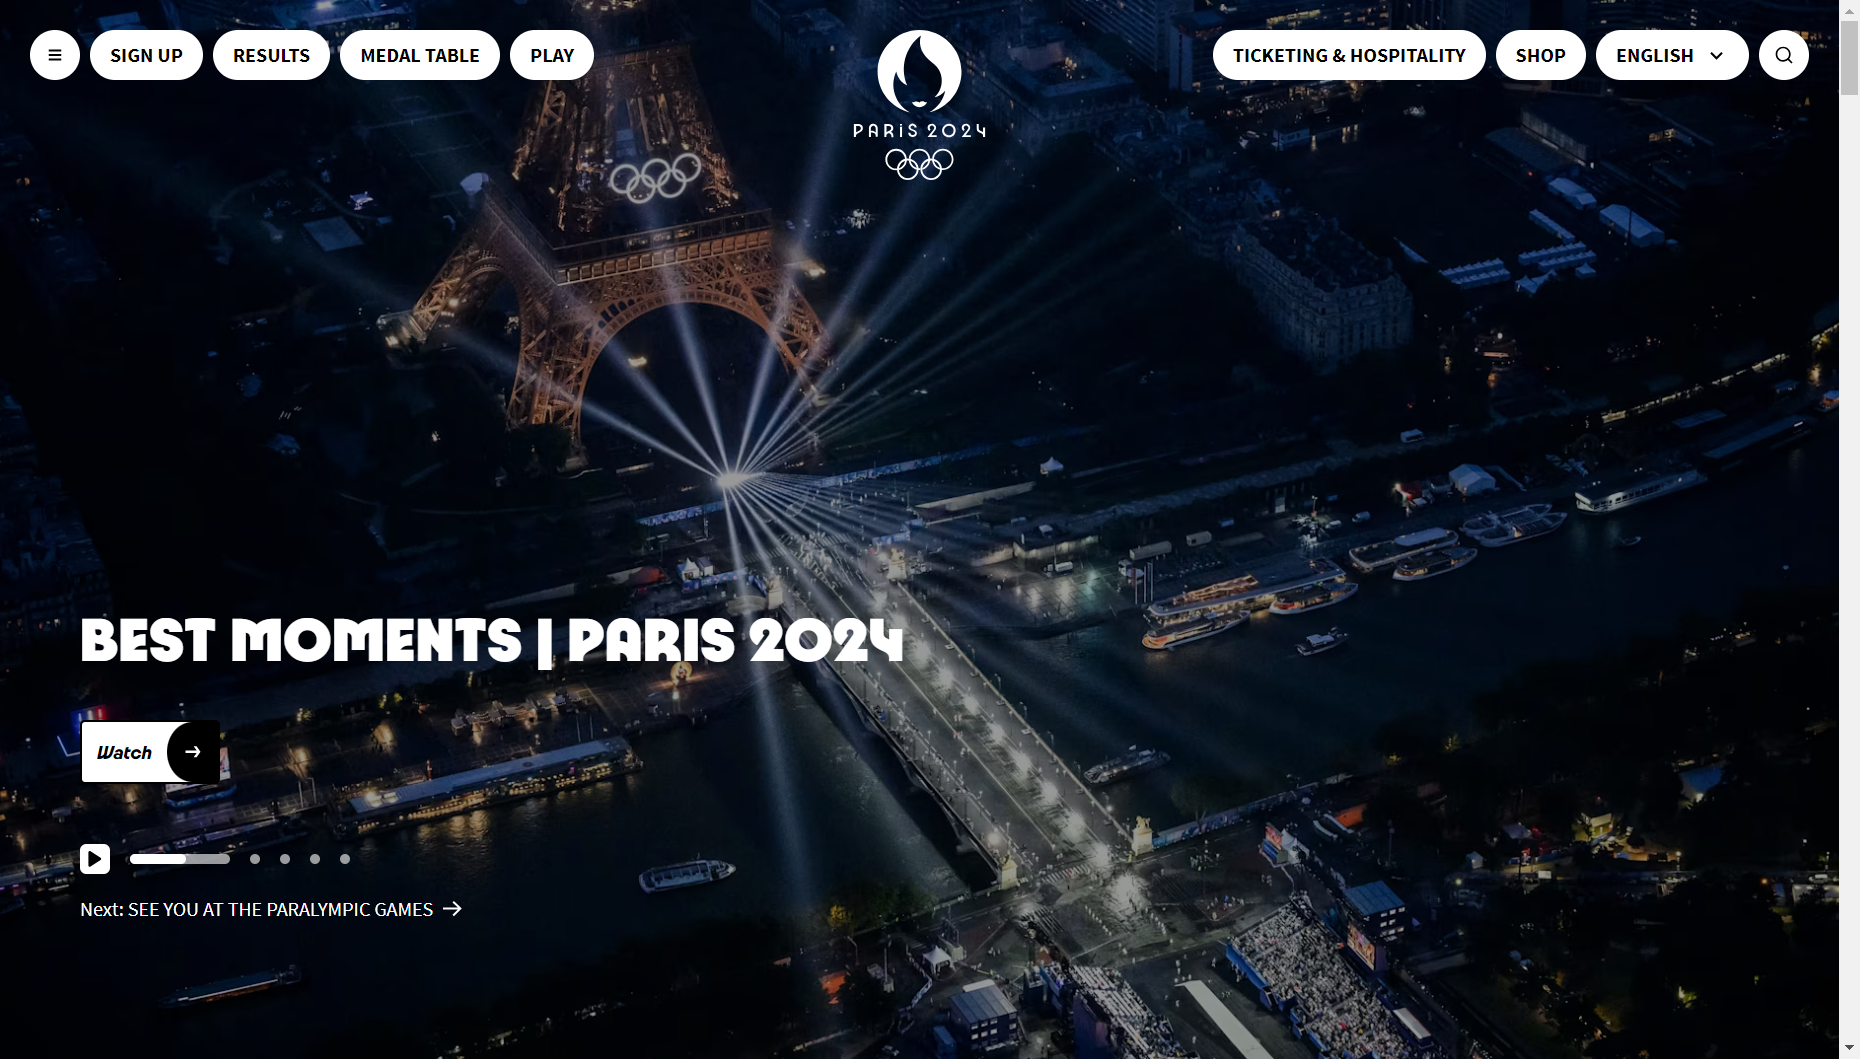 SIGN UP
RESULTS
MEDAL TABLE
PLAY
PARIS 2024
TICKETING & HOSPITALITY
SHOP
ENGLISH
BEST MOMENTS | PARIS 2024
Watch
Next: SEE YOU AT THE PARALYMPIC GAMES